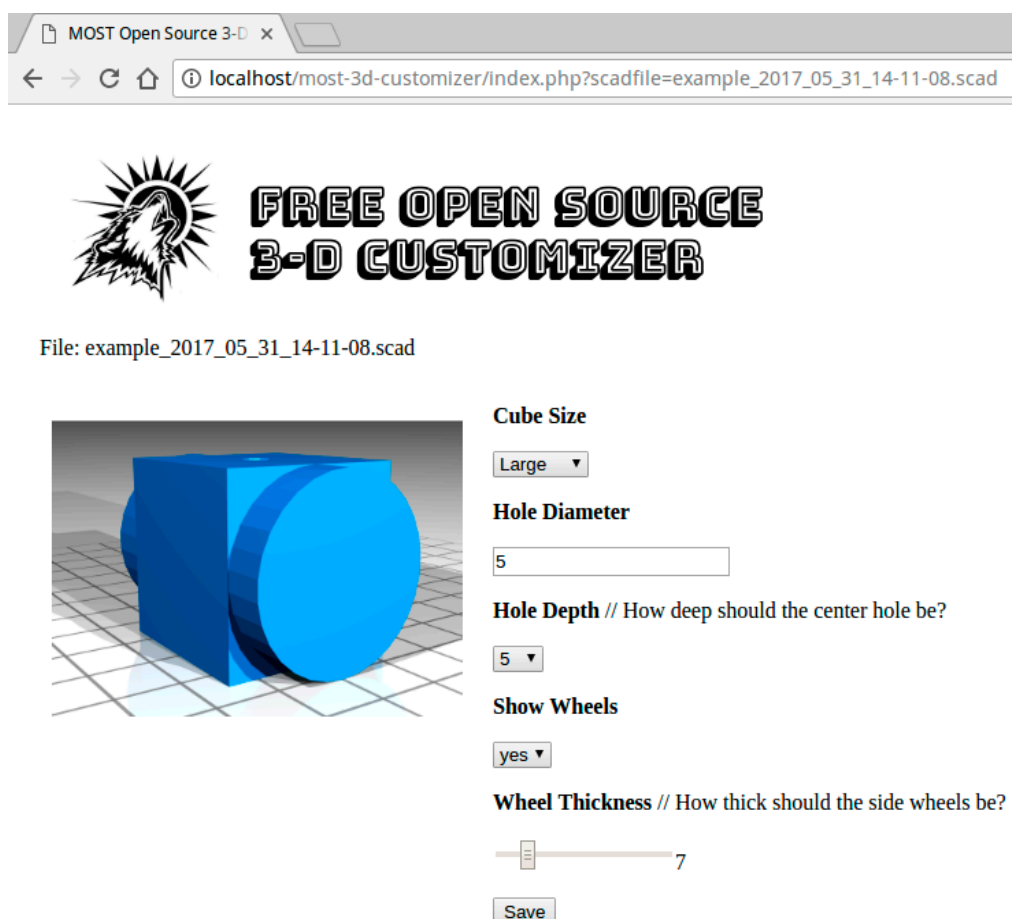 MOST Open Source 3-D
localhost/most-3d-customizer/index.php?scadfile=example_2017_05_31_14-11-08.scad
FREE OPEN SOURCE
3-D CUSTOMIZER
File: example_2017_05_31_14-11-08.scad
Cube Size
Large
Hole Diameter
5
Hole Depth // How deep should the center hole be?
5
Show Wheels
yes
Wheel Thickness // How thick should the side wheels be?
7
Save